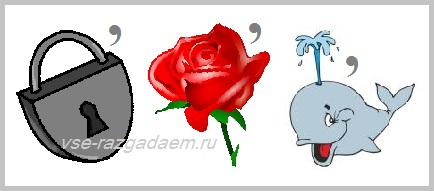 , , ,
vse-razgadaem.ru